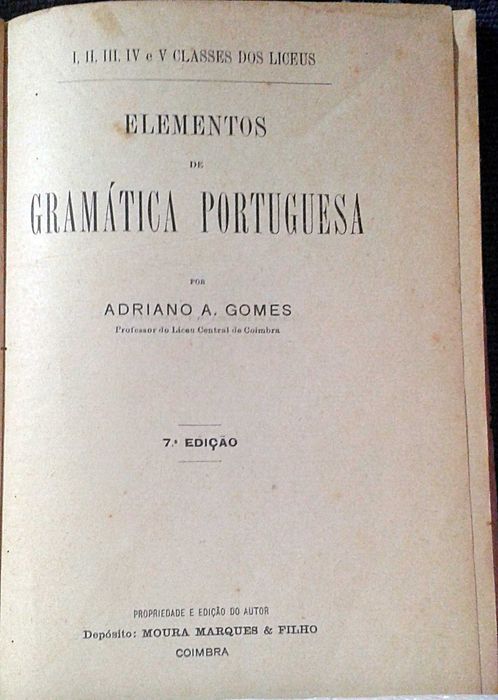 I, II, III, IV e V CLASSES DOS LICEUS
ELEMENTOS
DE
GRAMÁTICA PORTUGUESA
POR
ADRIANO A. GOMES
Professor do Liceu Central de Coimbra
7.ª EDIÇÃO
PROPRIEDADE E EDIÇÃO DO AUTOR
Depósito: MOURA MARQUES & FILHO
COIMBRA